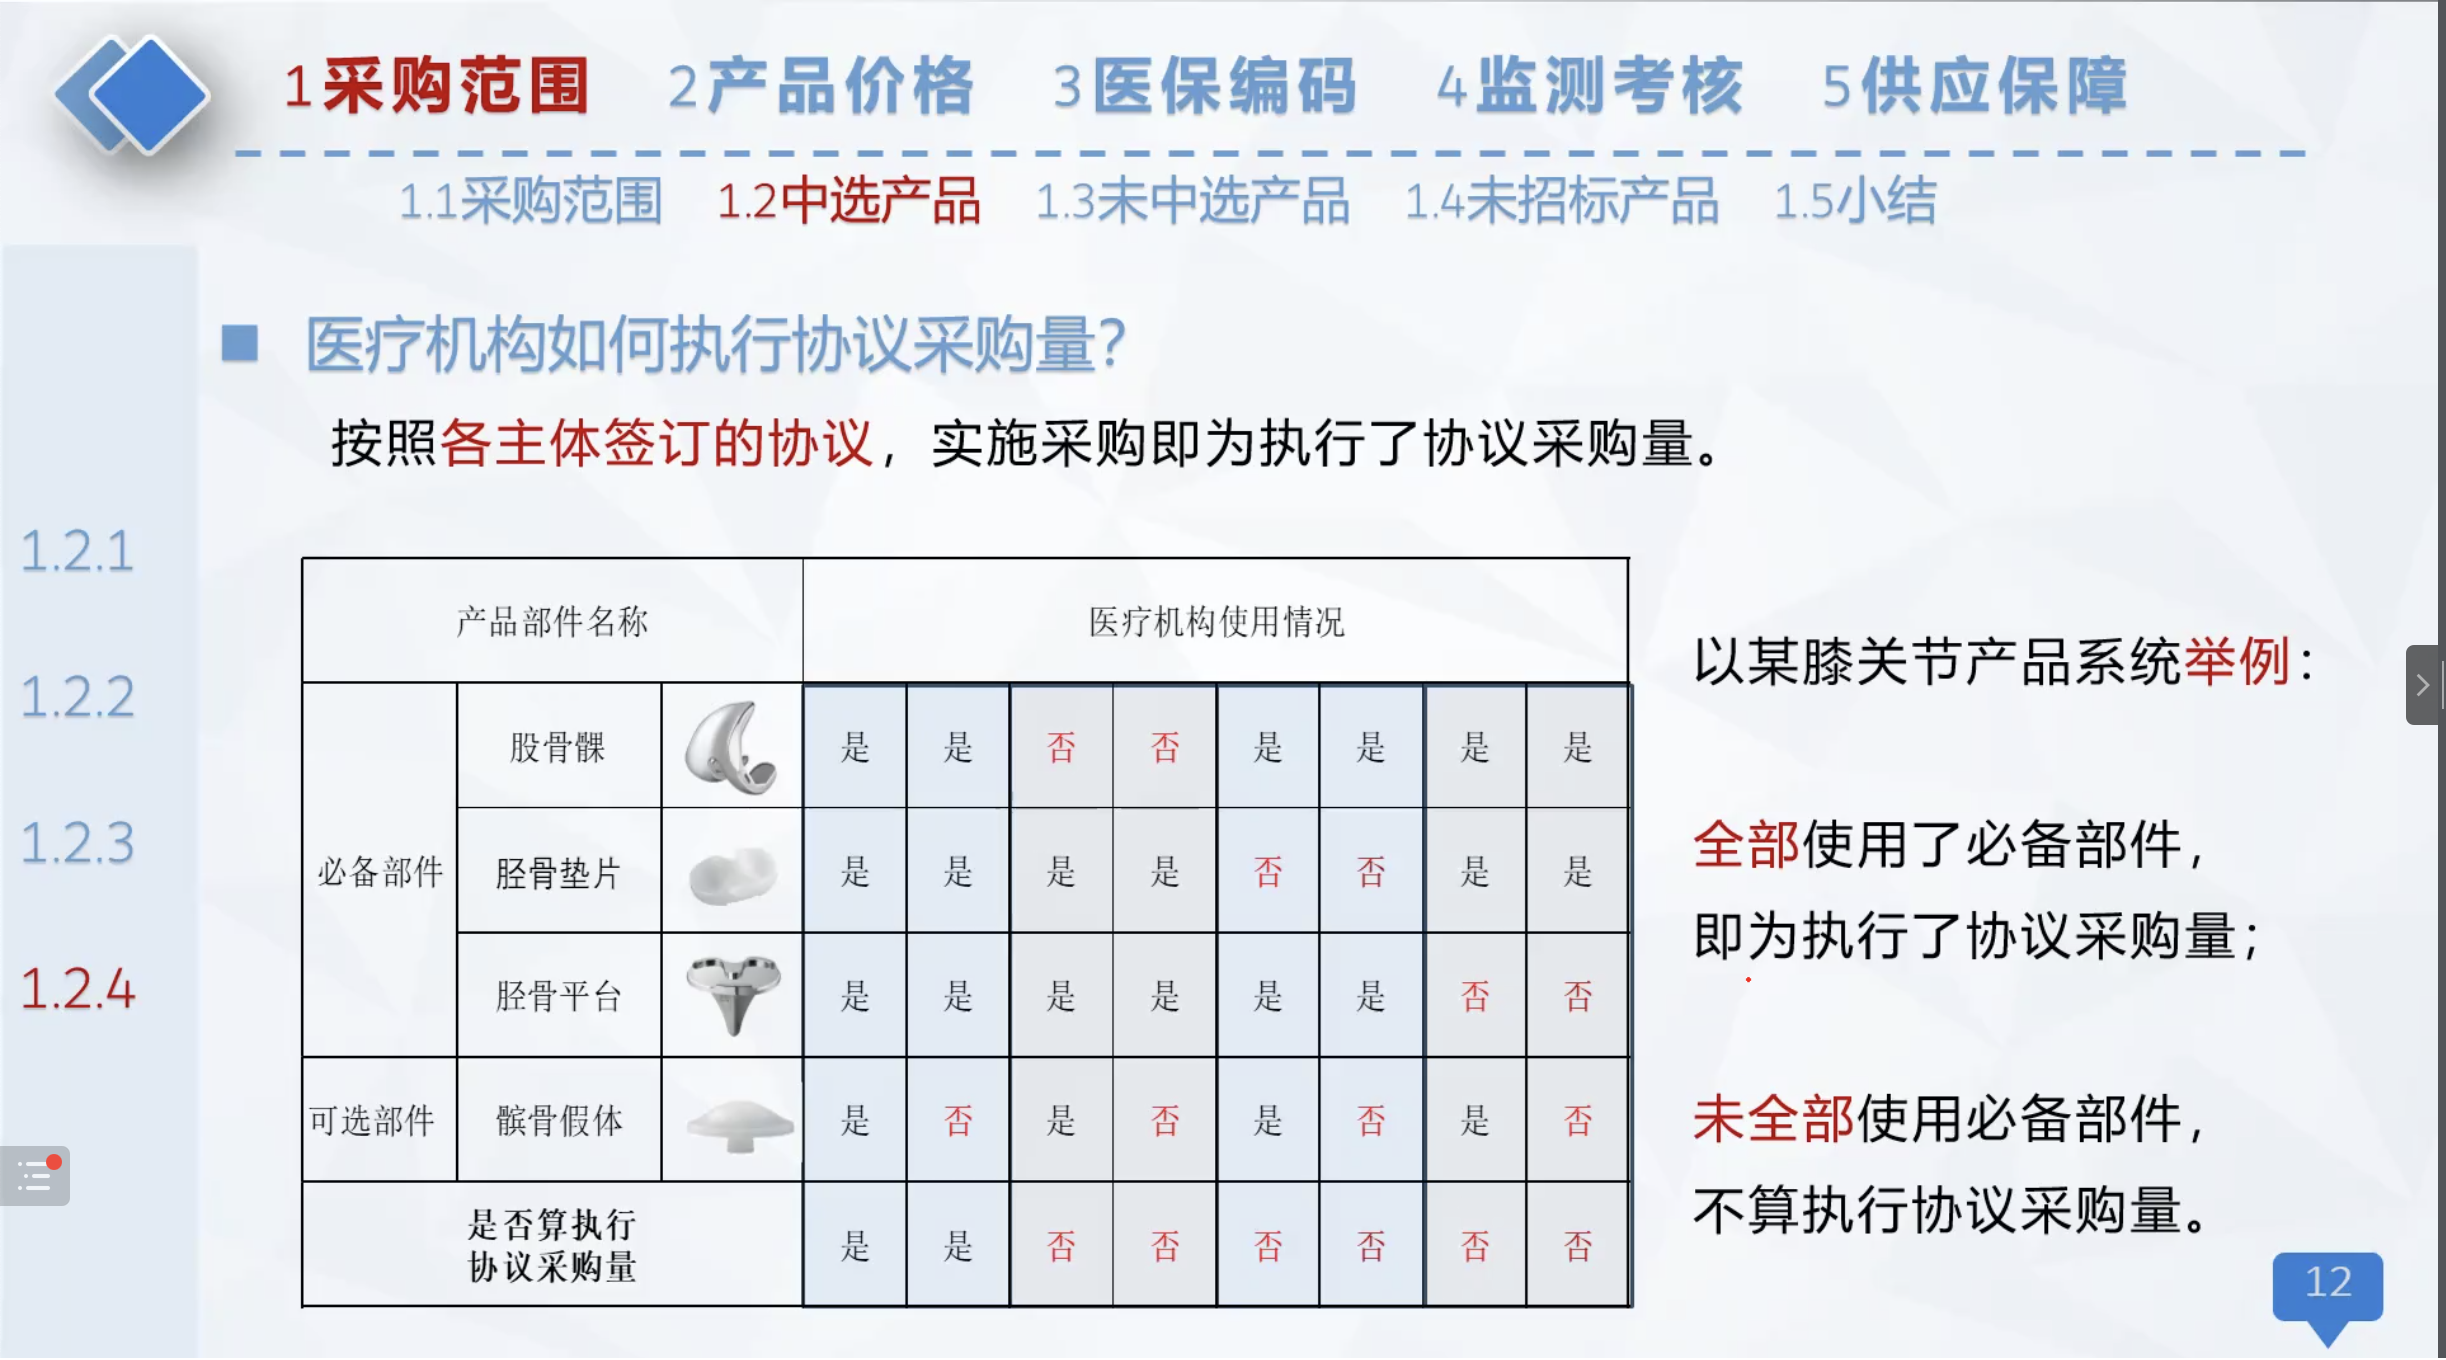 1采购范围 2产品价格 3医保编码 4监测考核 5供应保障
1.1采购范围 1.2中选产品 1.3未中选产品 1.4未招标产品 1.5小结
医疗机构如何执行协议采购量？
按照各主体签订的协议，实施采购即为执行了协议采购量。
1.2.1
1.2.2
1.2.3
1.2.4
产品部件名称 医疗机构使用情况
必备部件
股骨髁 是 是 否 否 是 是 是 是
胫骨垫片 是 是 是 是 否 否 是 是
胫骨平台 是 是 是 是 是 是 否 否
可选部件 髌骨假体 是 否 是 否 是 否 是 否
是否算执行
协议采购量
是 是 否 否 否 否 否 否
以某膝关节产品系统举例：
全部使用了必备部件，
即为执行了协议采购量；
未全部使用必备部件，
不算执行协议采购量。
12